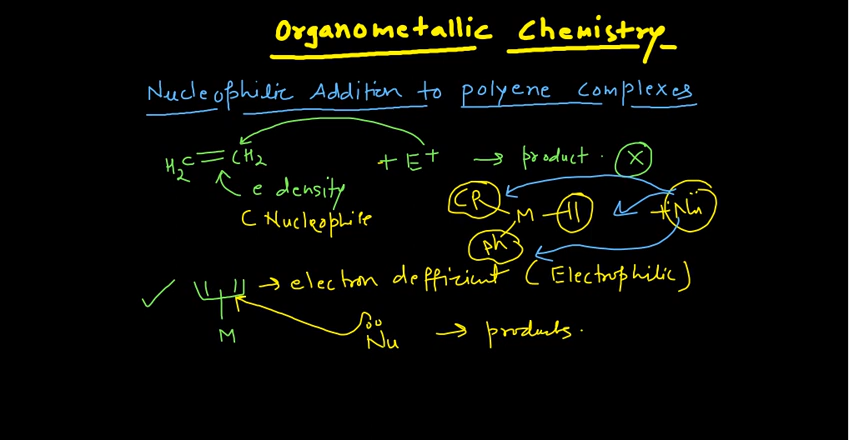 Organometallic Chemistry
Nucleophilic Addition to polyene Complexes
H2C=CH2 + E+ → product. X
e density
C Nucleophile
CR M-|| +Nu
ph
→ electron defficient (Electrophilic)
M
Nu → products.